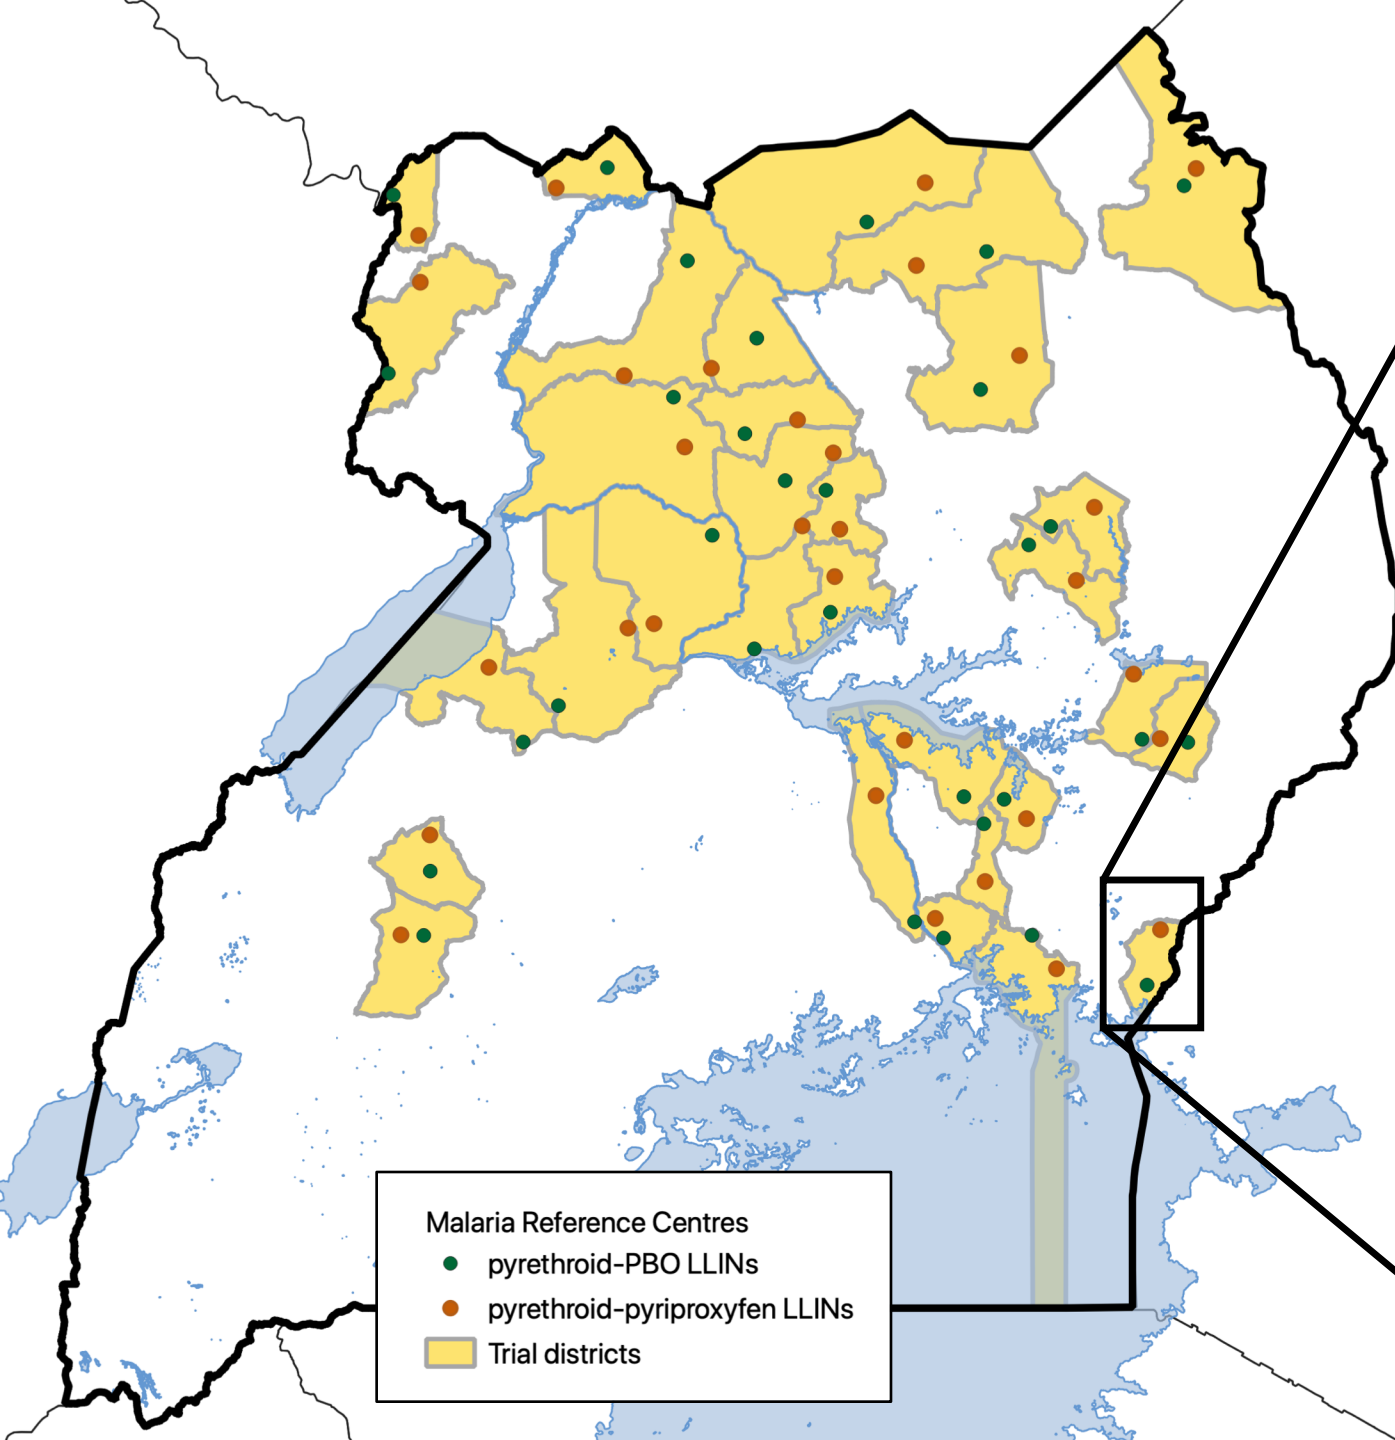 Malaria Reference Centres
pyrethroid-PBO LLINs
pyrethroid-pyriproxyfen LLINs
Trial districts